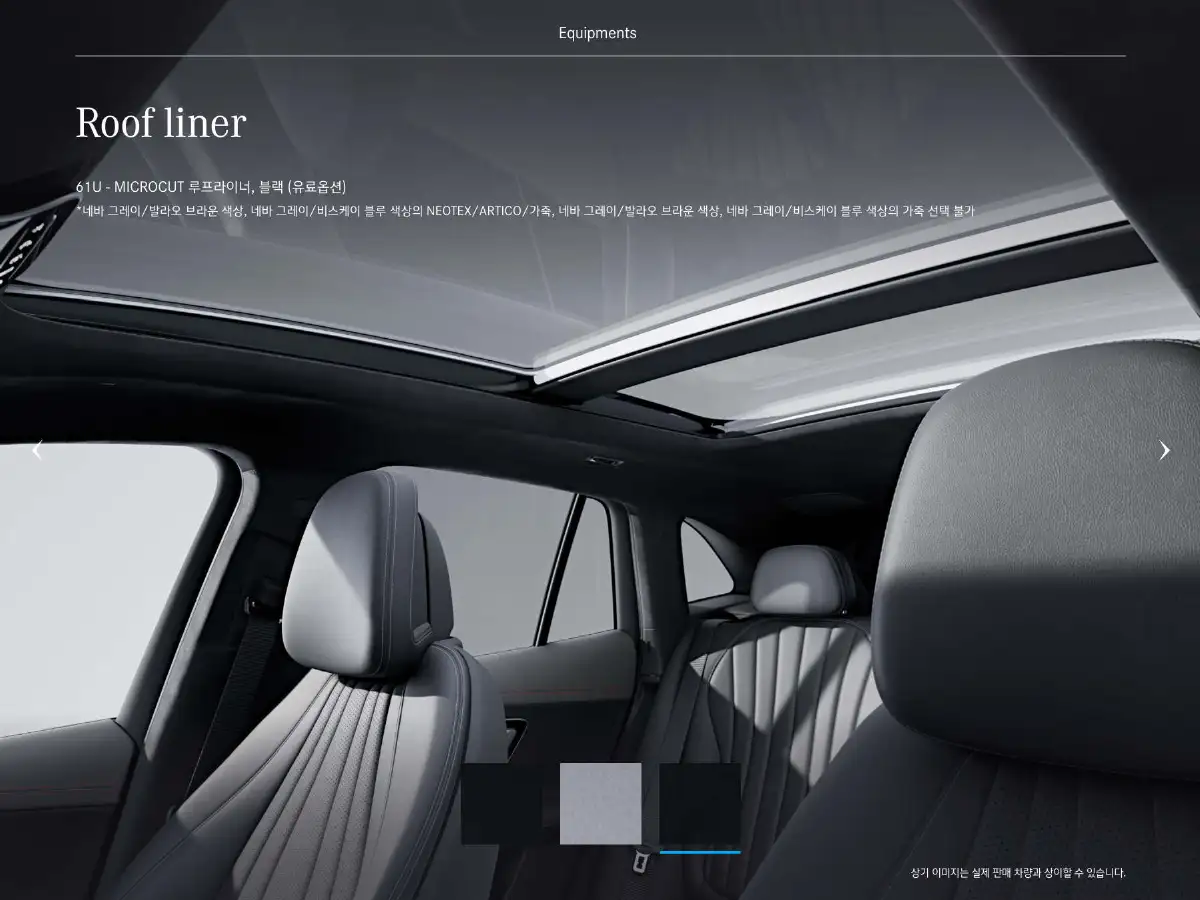 Equipments
Roof liner
61U - MICROCUT 루프라이너, 블랙 (유료옵션)
*네바 그레이/발라오 브라운 색상, 네바 그레이/비스케이 블루 색상의 NEOTEX/ARTICO/가죽, 네바 그레이/발라오 브라운 색상, 네바 그레이/비스케이 블루 색상의 가죽 선택 불가
상기 이미지는 실제 판매 차량과 상이할 수 있습니다.